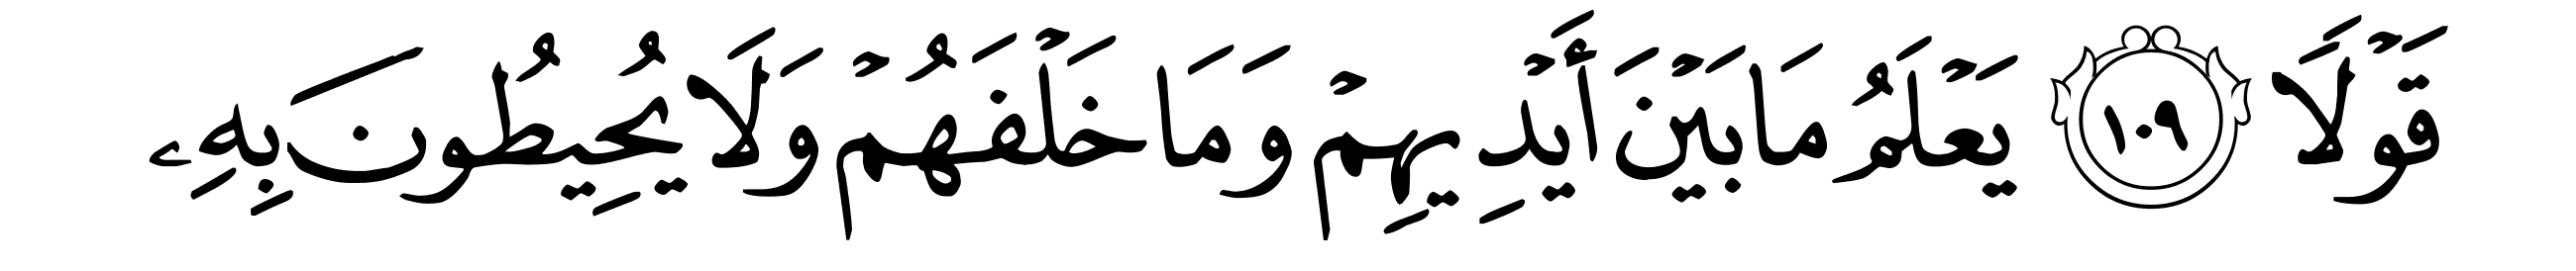 قَوْلًا ١٠٩ يَعْلَمُ مَا بَيْنَ أَيْدِيهِمْ وَمَا خَلْفَهُمْ وَلَا يُحِيطُونَ بِهِۦ